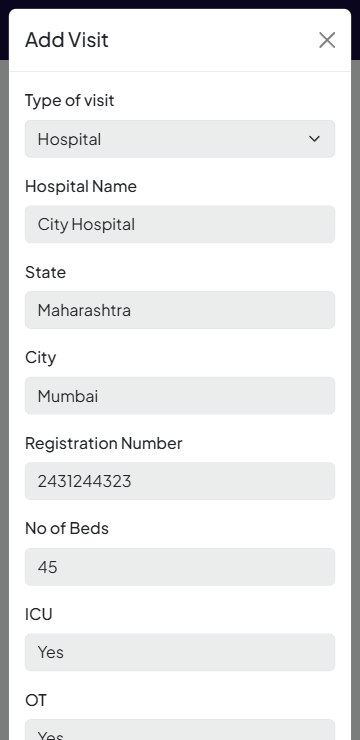 Add Visit
Type of visit
Hospital
Hospital Name
City Hospital
State
Maharashtra
City
Mumbai
Registration Number
2431244323
No of Beds
45
ICU
Yes
OT
Yes